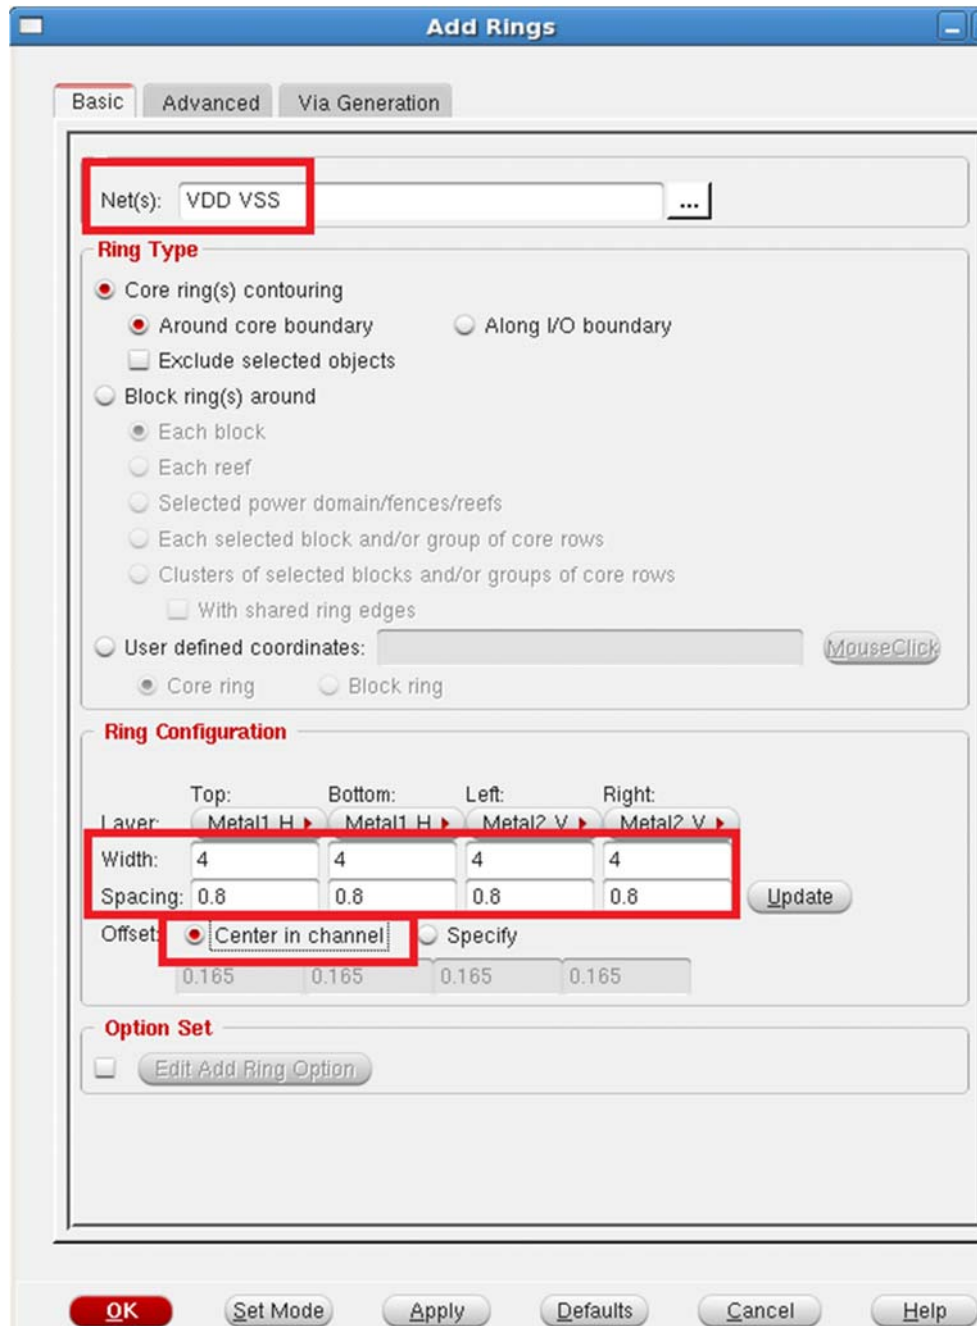 Add Rings
Basic Advanced Via Generation
Net(s): VDD VSS ...
Ring Type
Core ring(s) contouring
Around core boundary Along I/O boundary
Exclude selected objects
Block ring(s) around
Each block
Each reef
Selected power domain/fences/reefs
Each selected block and/or group of core rows
Clusters of selected blocks and/or groups of core rows
With shared ring edges
User defined coordinates: MouseClick
Core ring Block ring
Ring Configuration
Top: Bottom: Left: Right:
Layer: Metal1 H Metal1 H Metal2 V Metal2 V
Width: 4 4 4 4
Spacing: 0.8 0.8 0.8 0.8 Update
Offset: Center in channel Specify
0.165 0.165 0.165 0.165
Option Set
Edit Add Ring Option
OK Set Mode Apply Defaults Cancel Help